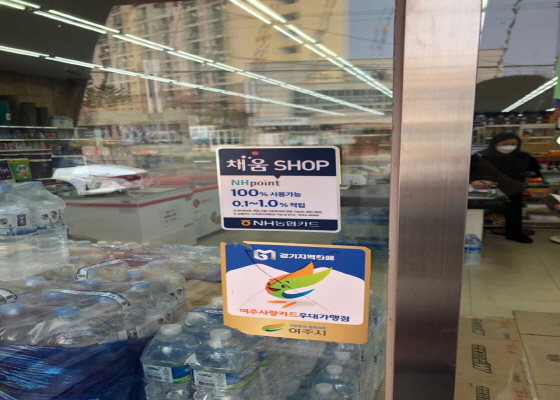 채움 SHOP
NHpoint
100% 사용가능
0.1~1.0% 적립
NH농협카드
경기지역화폐
여주사랑카드우대가맹점
여주시